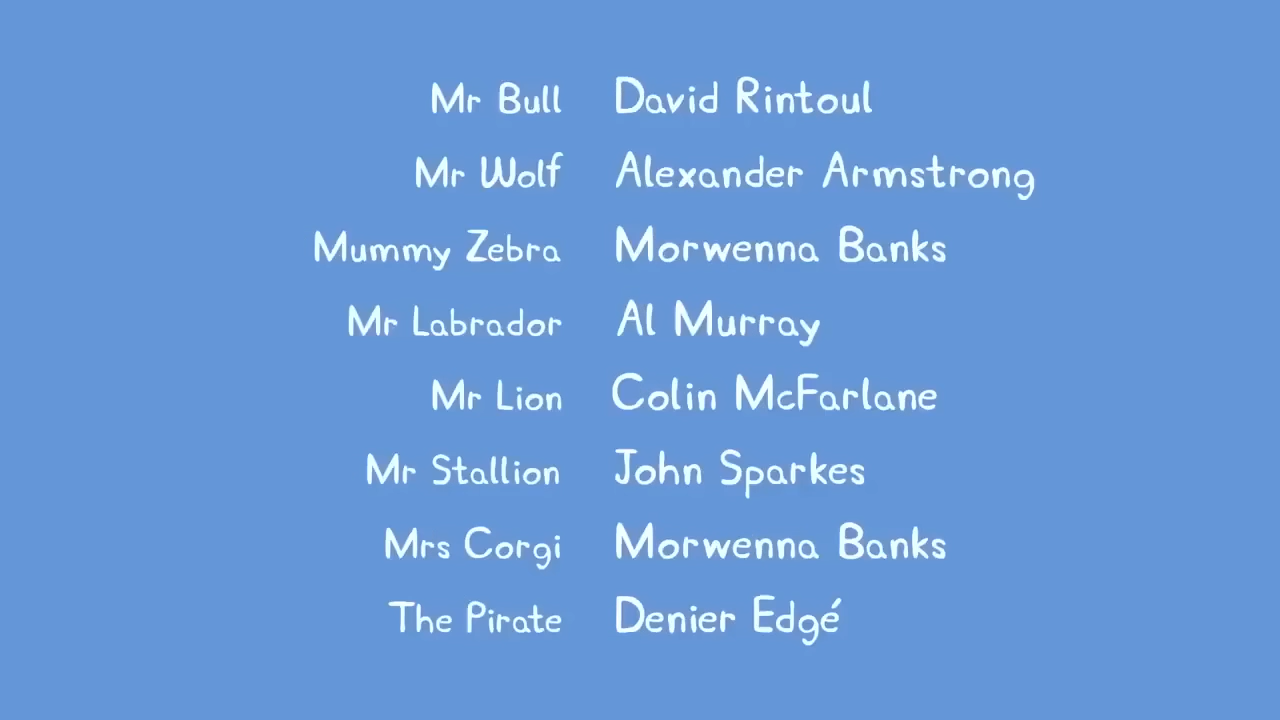 Mr Bull David Rintoul
Mr Wolf Alexander Armstrong
Mummy Zebra Morwenna Banks
Mr Labrador Al Murray
Mr Lion Colin McFarlane
Mr Stallion John Sparkes
Mrs Corgi Morwenna Banks
The Pirate Denier Edgé